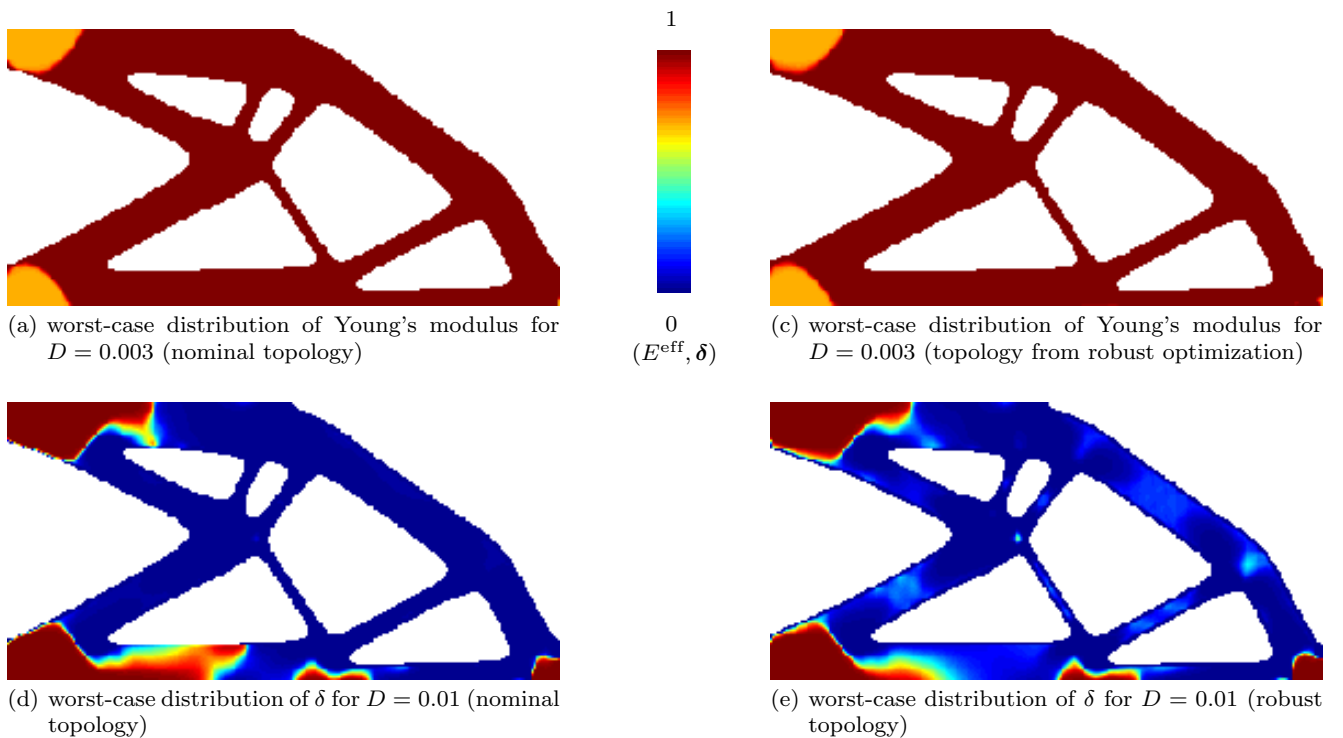 1
0
(E^eff, δ)
(a) worst-case distribution of Young's modulus for
D = 0.003 (nominal topology)
(c) worst-case distribution of Young's modulus for
D = 0.003 (topology from robust optimization)
(d) worst-case distribution of δ for D = 0.01 (nominal
topology)
(e) worst-case distribution of δ for D = 0.01 (robust
topology)